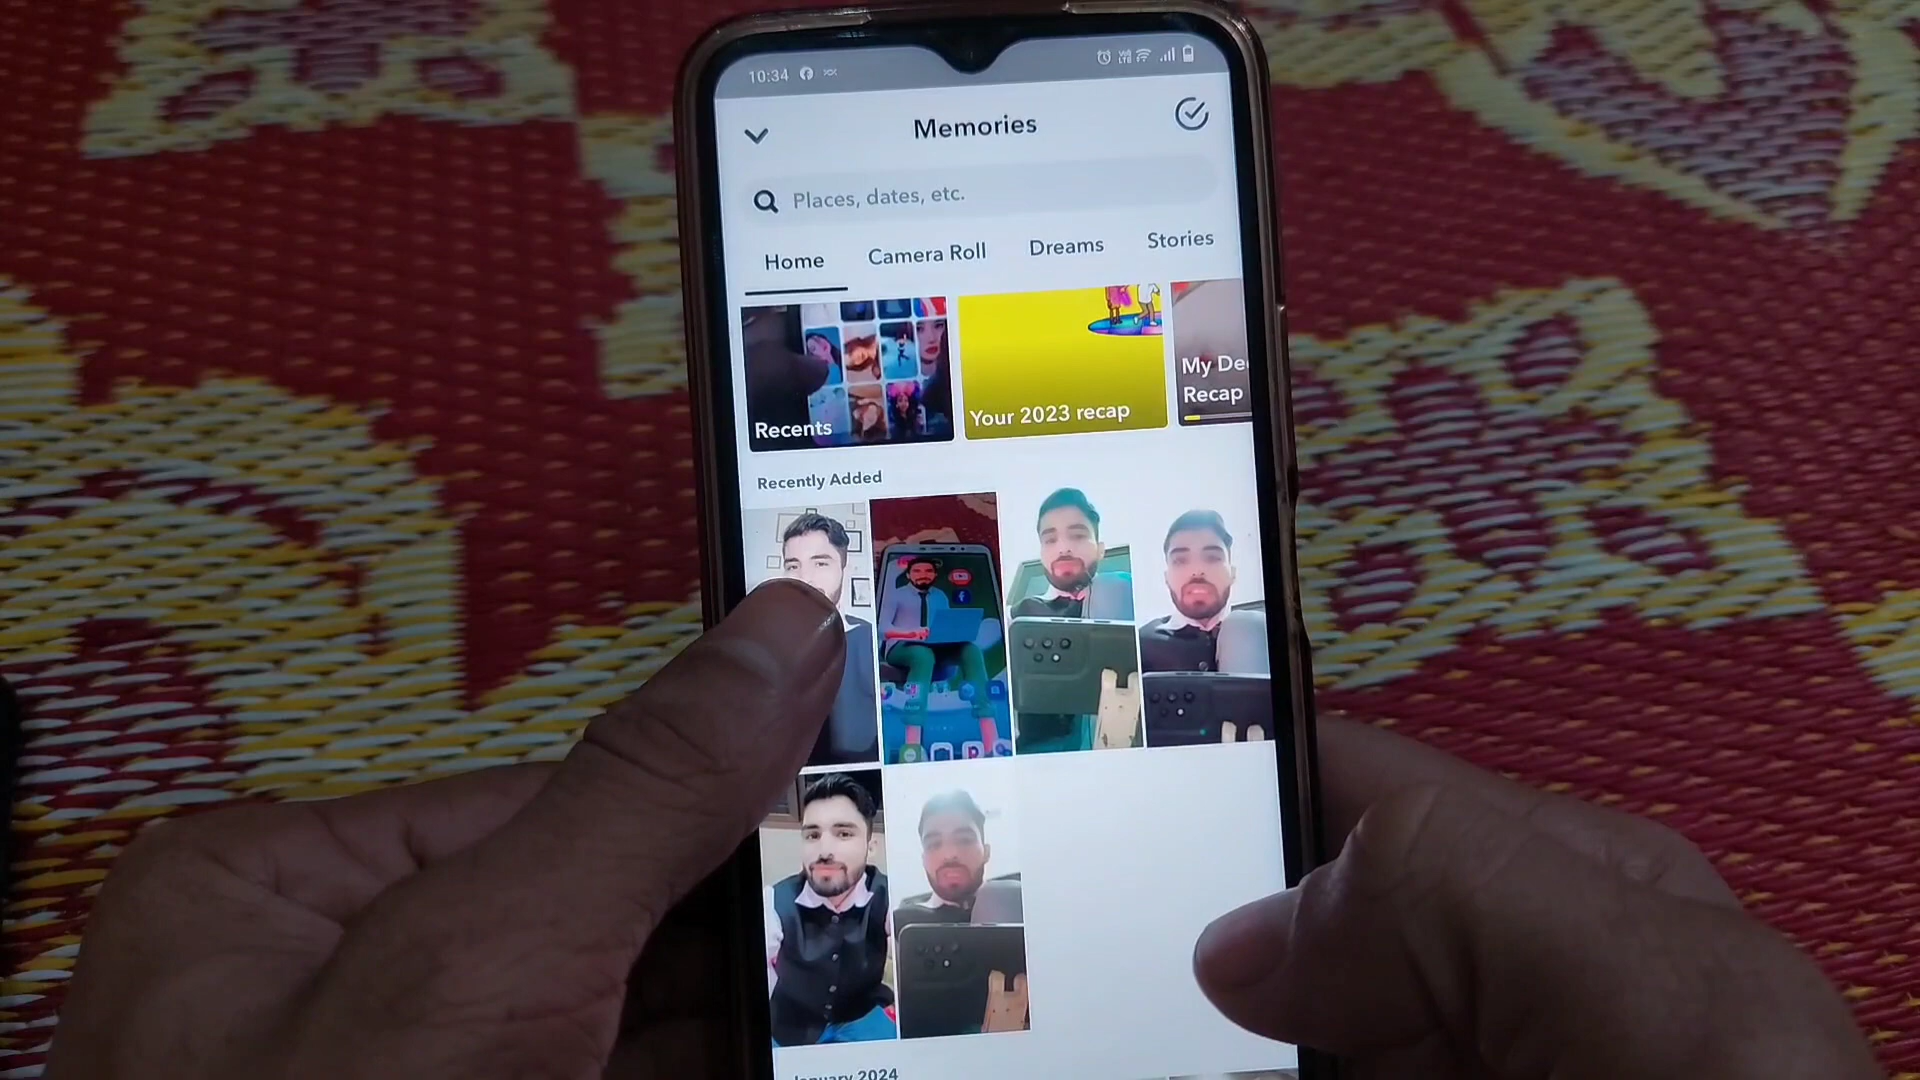 10:34
Memories
Places, dates, etc.
Home Camera Roll Dreams Stories
Recents
Your 2023 recap
My De
Recap
Recently Added
January 2024